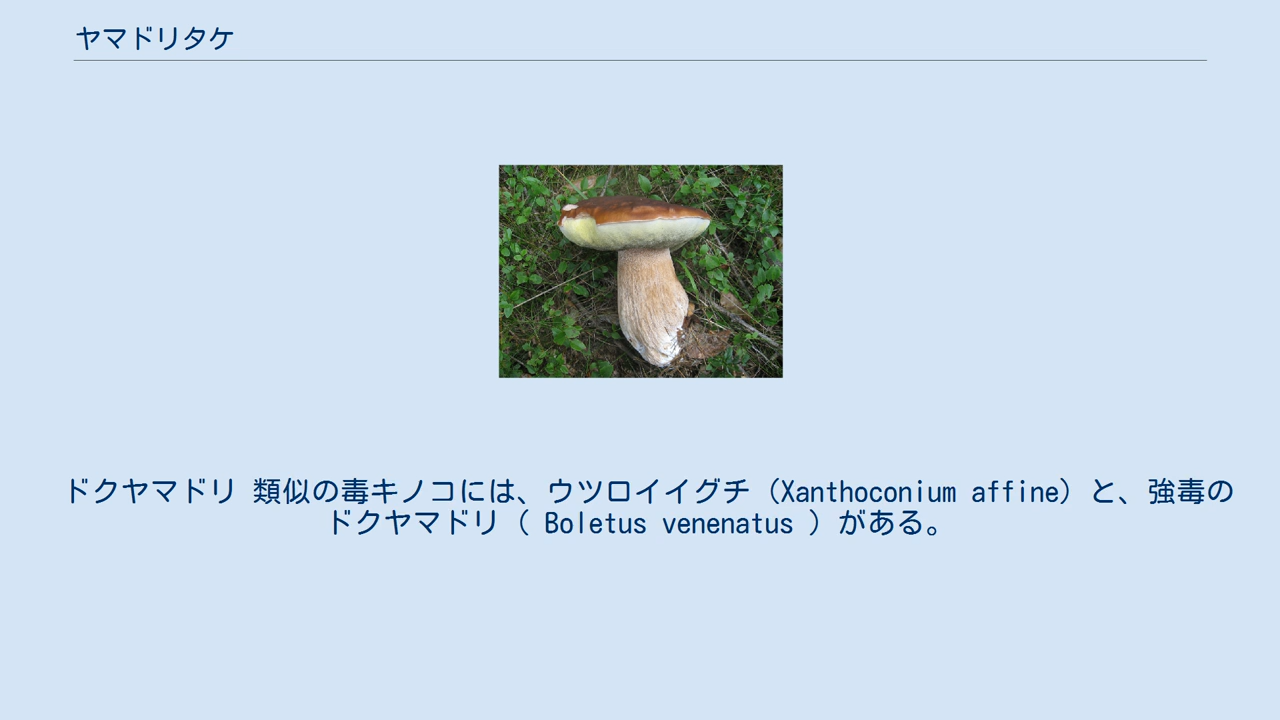 ヤマドリタケ
ドクヤマドリ 類似の毒キノコには、ウツロイイグチ（Xanthoconium affine）と、強毒の
ドクヤマドリ（ Boletus venenatus ）がある。